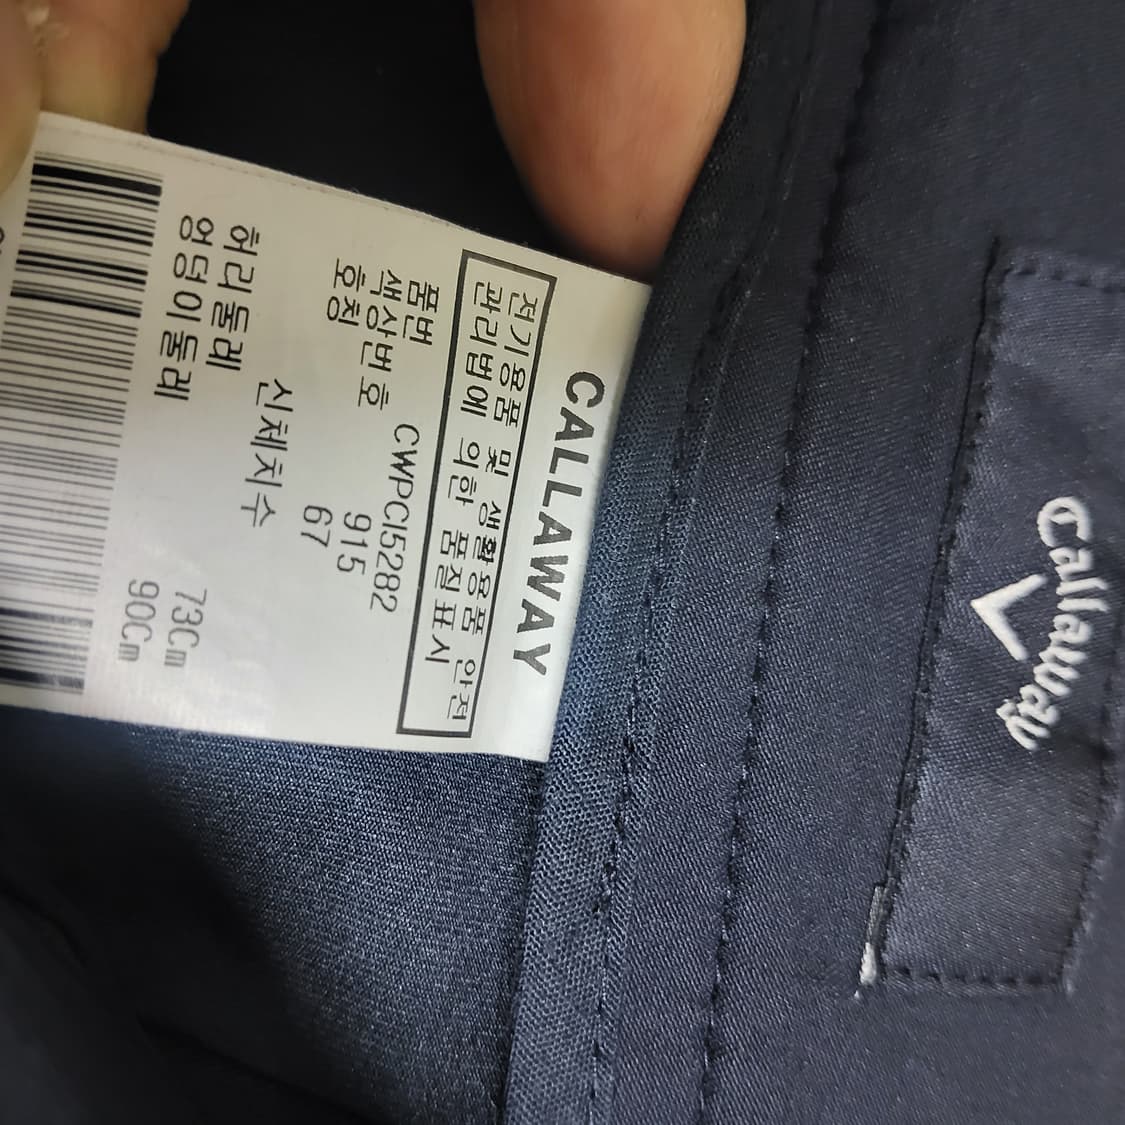 CALLAWAY
전기용품 및 생활용품 안전
관리법에 의한 품질표시
품번 CWPCI5282
색상번호 915
호칭 67
신체치수
허리둘레 73Cm
엉덩이둘레 90Cm
Callaway